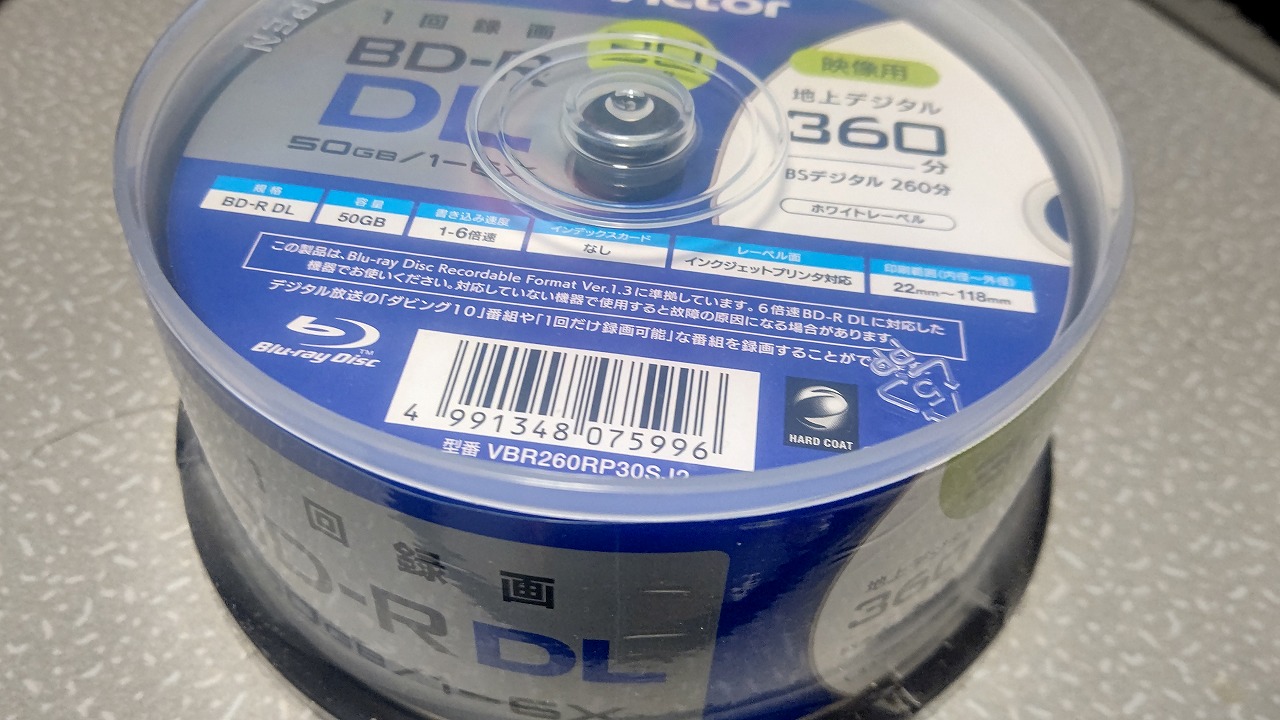 Victor
OPEN
1回録画
BD-R
DL
50GB/1-6X
映像用
地上デジタル
360分
BSデジタル 260分
ホワイトレーベル
規格
BD-R DL
容量
50GB
書き込み速度
1-6倍速
インデックスカード
なし
レーベル面
インクジェットプリンタ対応
印刷範囲(内径〜外径)
22mm〜118mm
この製品は、Blu-ray Disc Recordable Format Ver.1.3に準拠しています。6倍速BD-R DLに対応した
機器でお使いください。対応していない機器で使用すると故障の原因になる場合があります。
デジタル放送の「ダビング10」番組や「1回だけ録画可能」な番組を録画することがで
Blu-ray Disc TM
4 991348 075996
HARD COAT
型番 VBR260RP30SJ2
1回録画
BD-R DL
50GB/1-6X
地上デジ
360